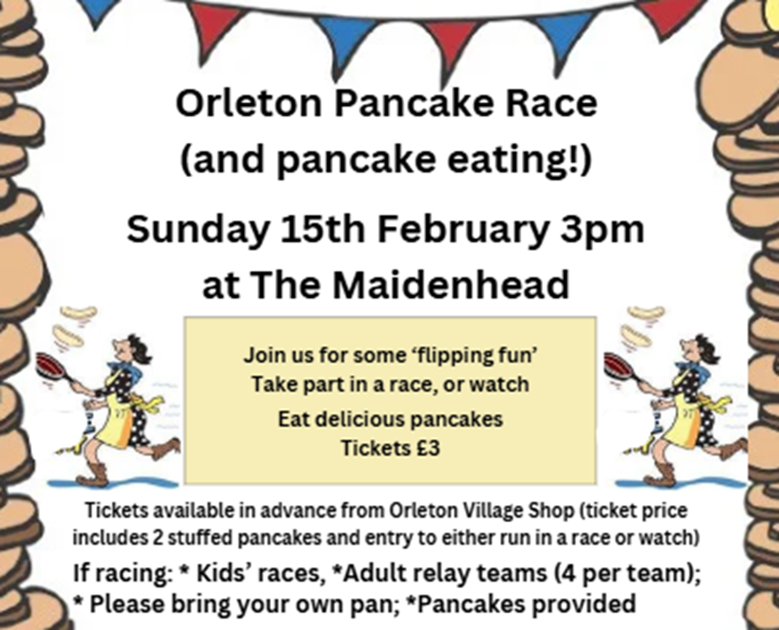 Orleton Pancake Race
(and pancake eating!)
Sunday 15th February 3pm
at The Maidenhead
Join us for some ‘flipping fun’
Take part in a race, or watch
Eat delicious pancakes
Tickets £3
Tickets available in advance from Orleton Village Shop (ticket price
includes 2 stuffed pancakes and entry to either run in a race or watch)
If racing: * Kids’ races, *Adult relay teams (4 per team);
* Please bring your own pan; *Pancakes provided